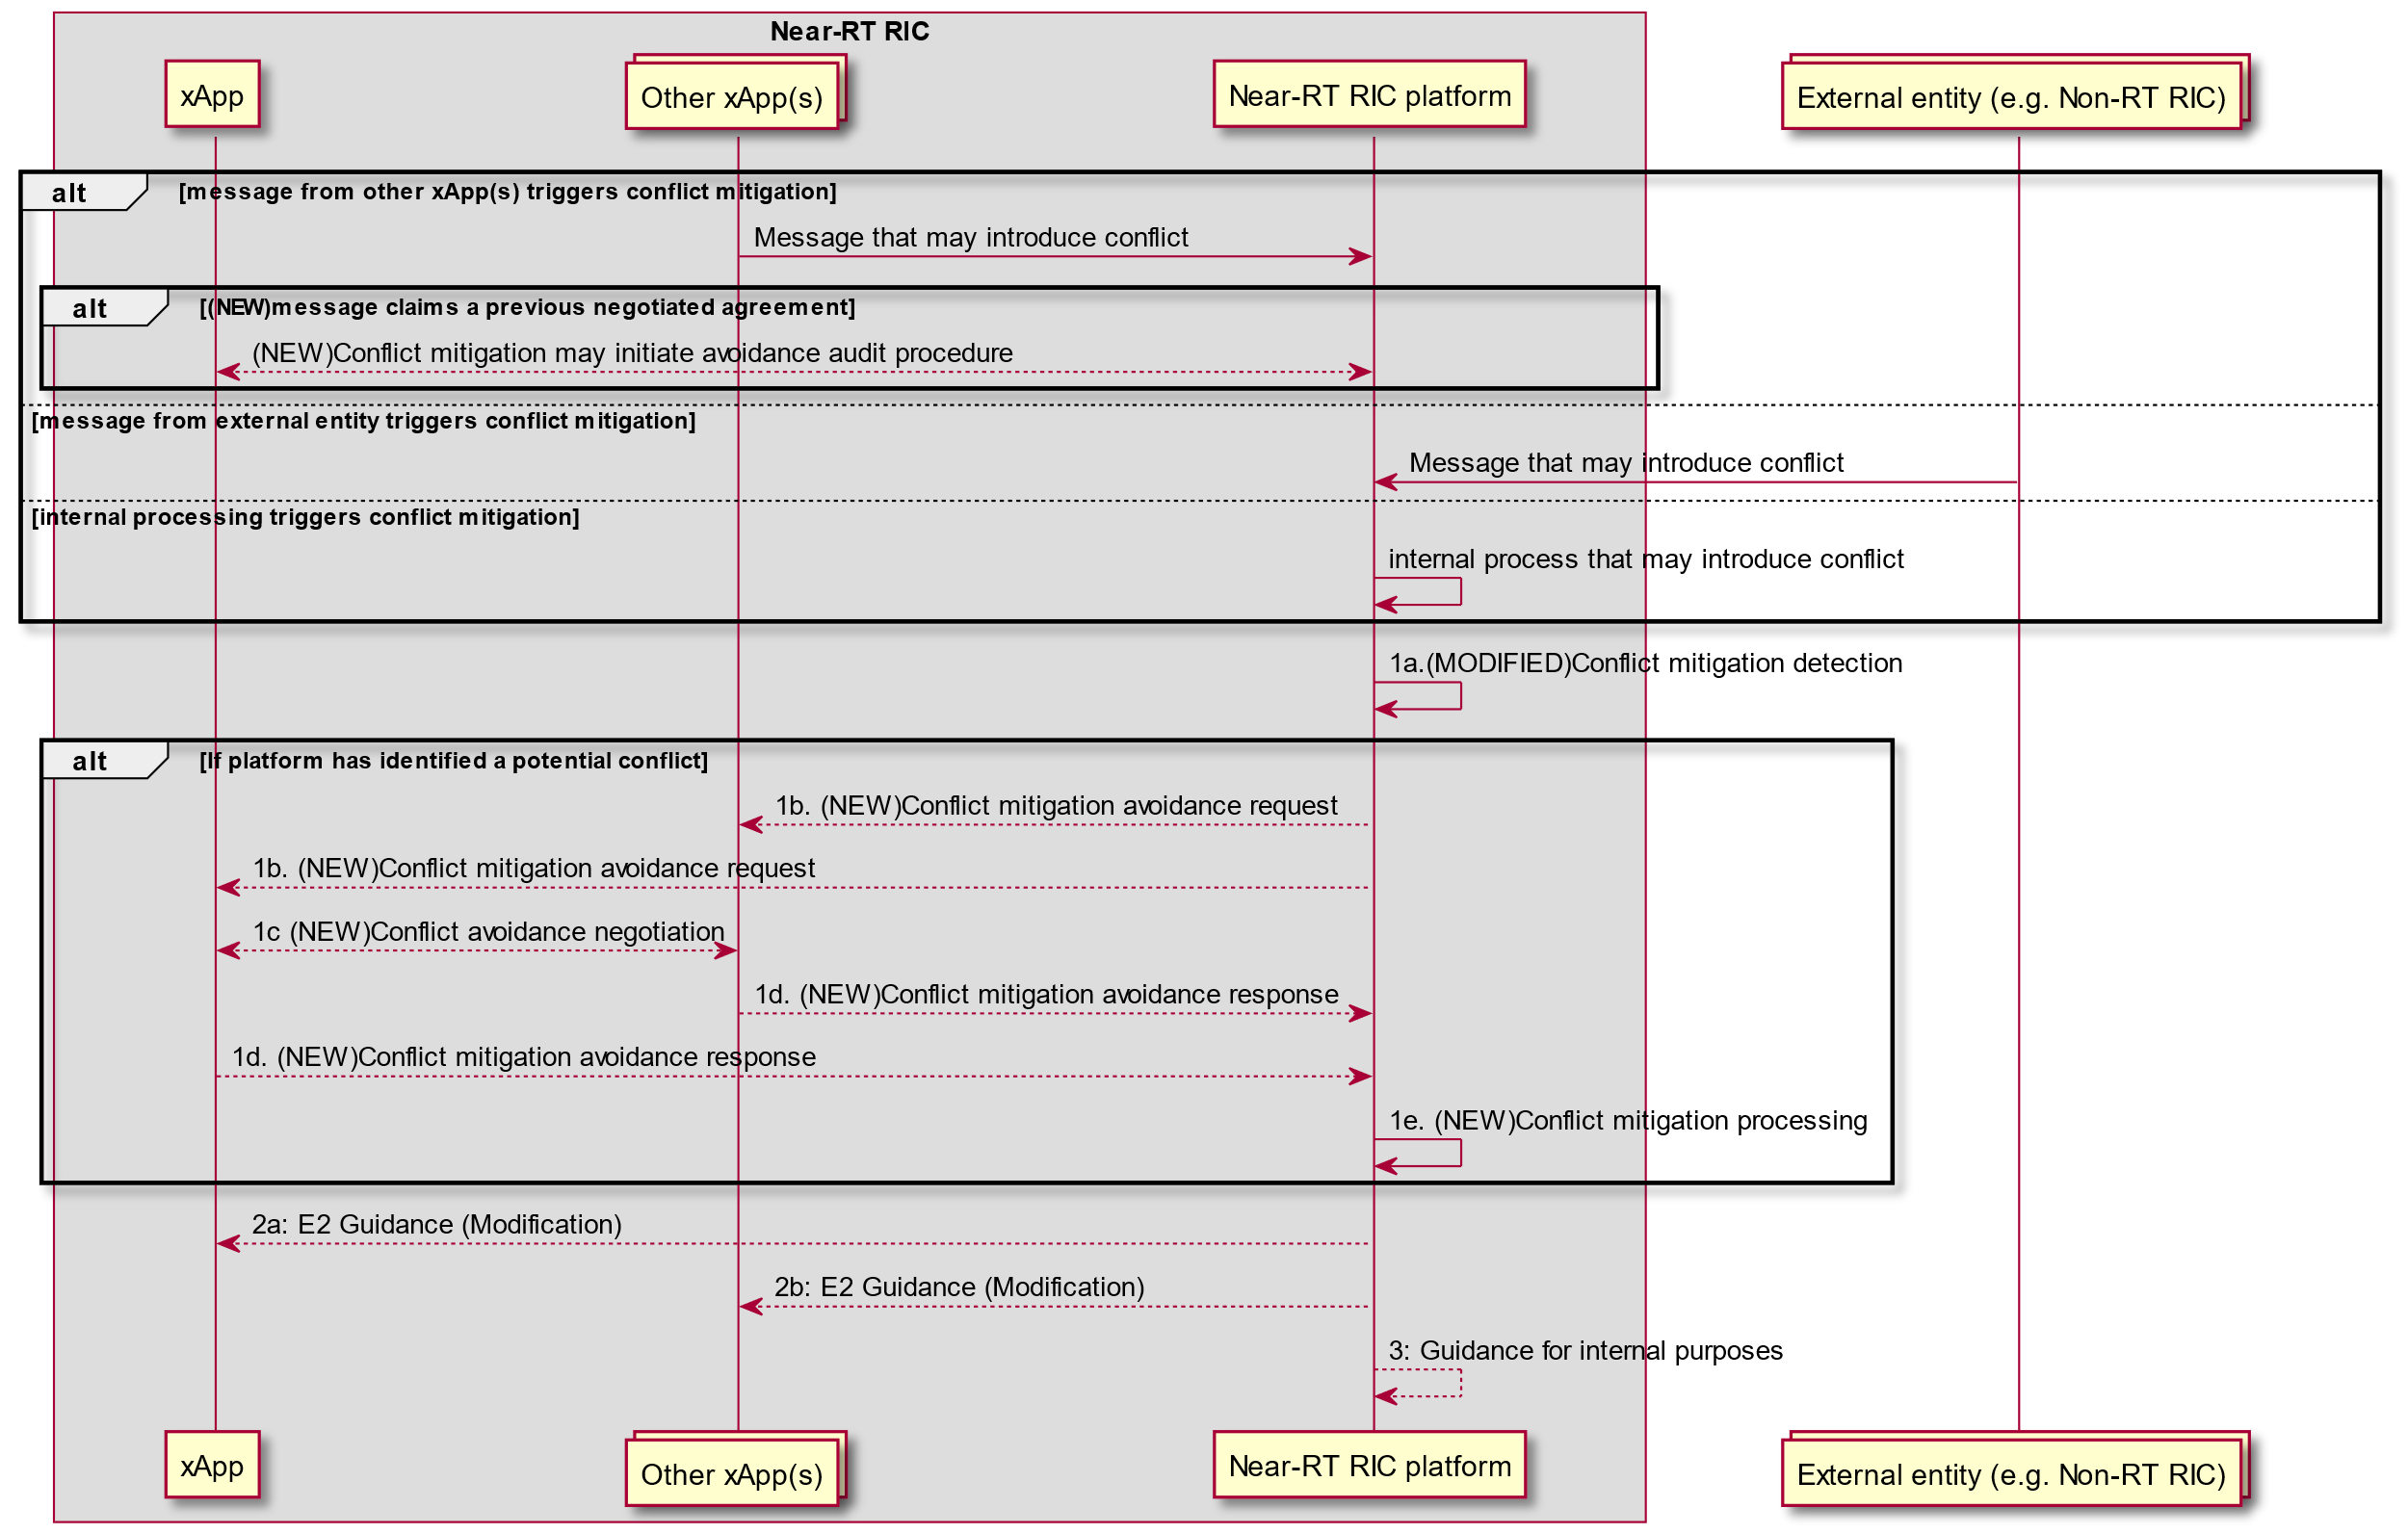 Near-RT RIC
xApp
Other xApp(s)
Near-RT RIC platform
External entity (e.g. Non-RT RIC)
alt [message from other xApp(s) triggers conflict mitigation]
Message that may introduce conflict
alt [(NEW)message claims a previous negotiated agreement]
(NEW)Conflict mitigation may initiate avoidance audit procedure
[message from external entity triggers conflict mitigation]
Message that may introduce conflict
[internal processing triggers conflict mitigation]
internal process that may introduce conflict
1a.(MODIFIED)Conflict mitigation detection
alt [If platform has identified a potential conflict]
1b. (NEW)Conflict mitigation avoidance request
1b. (NEW)Conflict mitigation avoidance request
1c (NEW)Conflict avoidance negotiation
1d. (NEW)Conflict mitigation avoidance response
1d. (NEW)Conflict mitigation avoidance response
1e. (NEW)Conflict mitigation processing
2a: E2 Guidance (Modification)
2b: E2 Guidance (Modification)
3: Guidance for internal purposes
xApp
Other xApp(s)
Near-RT RIC platform
External entity (e.g. Non-RT RIC)